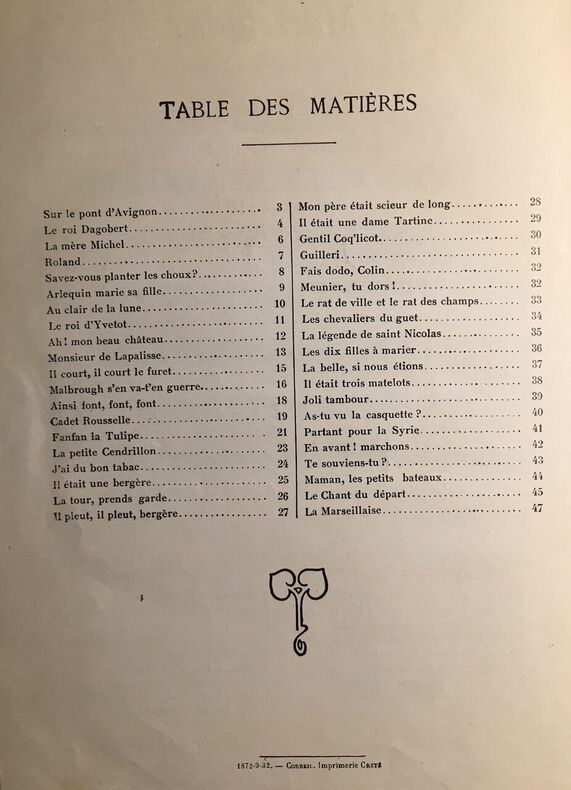 TABLE DES MATIÈRES
Sur le pont d'Avignon 3
Le roi Dagobert 4
La mère Michel 6
Roland 7
Savez-vous planter les choux? 8
Arlequin marie sa fille 9
Au clair de la lune 10
Le roi d'Yvetot 11
Ah! mon beau château 12
Monsieur de Lapalisse 13
Il court, il court le furet 15
Malbrough s'en va-t'en guerre 16
Ainsi font, font, font 18
Cadet Rousselle 19
Fanfan la Tulipe 21
La petite Cendrillon 23
J'ai du bon tabac 24
Il était une bergère 25
La tour, prends garde 26
Il pleut, il pleut, bergère 27
Mon père était scieur de long 28
Il était une dame Tartine 29
Gentil Coq'licot 30
Guilleri 31
Fais dodo, Colin 32
Meunier, tu dors! 32
Le rat de ville et le rat des champs 33
Les chevaliers du guet 34
La légende de saint Nicolas 35
Les dix filles à marier 36
La belle, si nous étions 37
Il était trois matelots 38
Joli tambour 39
As-tu vu la casquette? 40
Partant pour la Syrie 41
En avant! marchons 42
Te souviens-tu? 43
Maman, les petits bateaux 44
Le Chant du départ 45
La Marseillaise 47
1872-9-32. — CORBEIL. Imprimerie CRÉTÉ